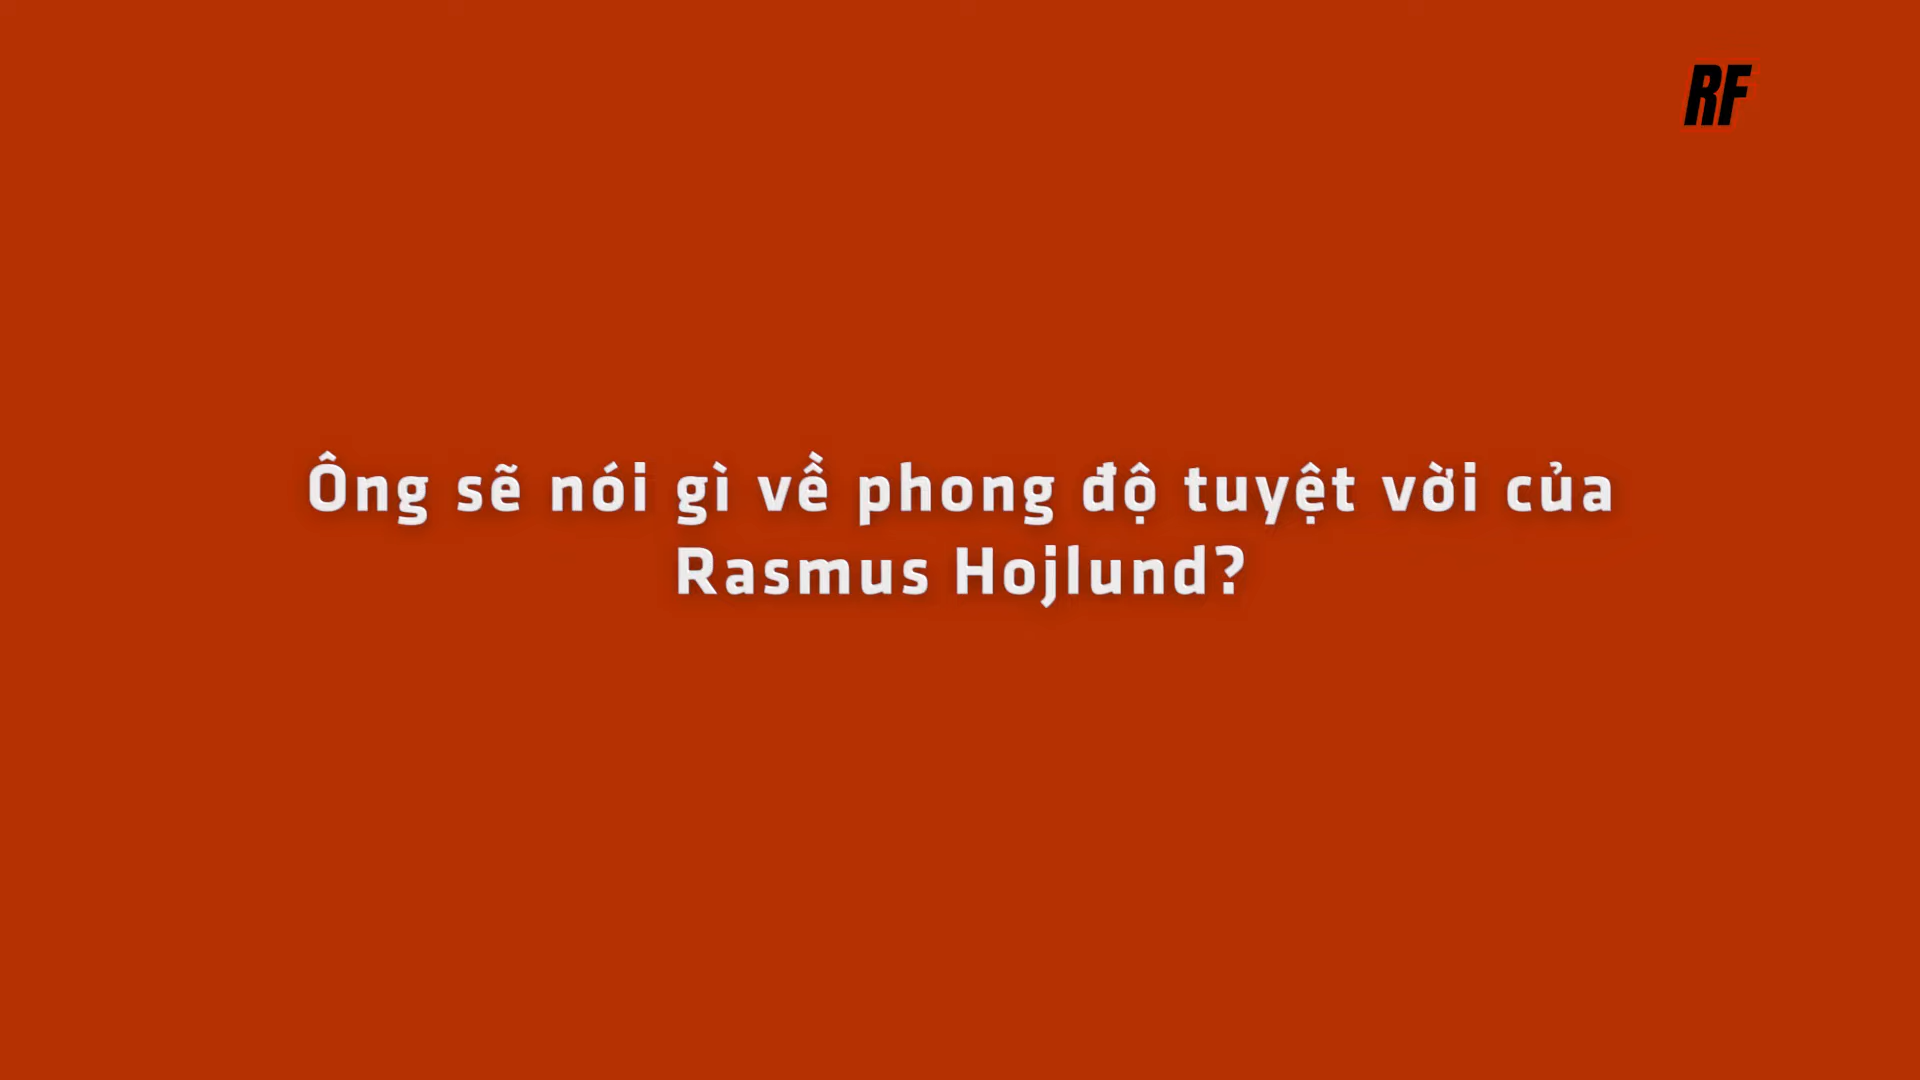 RF
Ông sẽ nói gì về phong độ tuyệt vời của
Rasmus Hojlund?